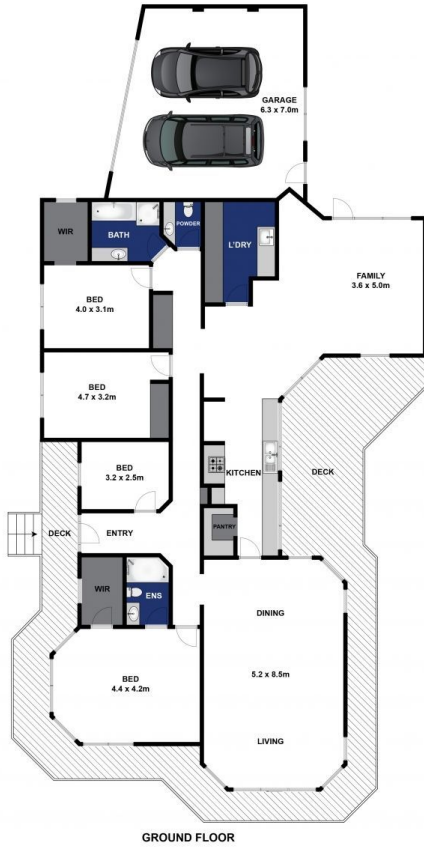 GARAGE
6.3 x 7.0m
WIR
BATH
POWDER
L'DRY
FAMILY
3.6 x 5.0m
BED
4.0 x 3.1m
BED
4.7 x 3.2m
BED
3.2 x 2.5m
KITCHEN
DECK
PANTRY
DECK
ENTRY
WIR
ENS
DINING
BED
4.4 x 4.2m
5.2 x 8.5m
LIVING
GROUND FLOOR